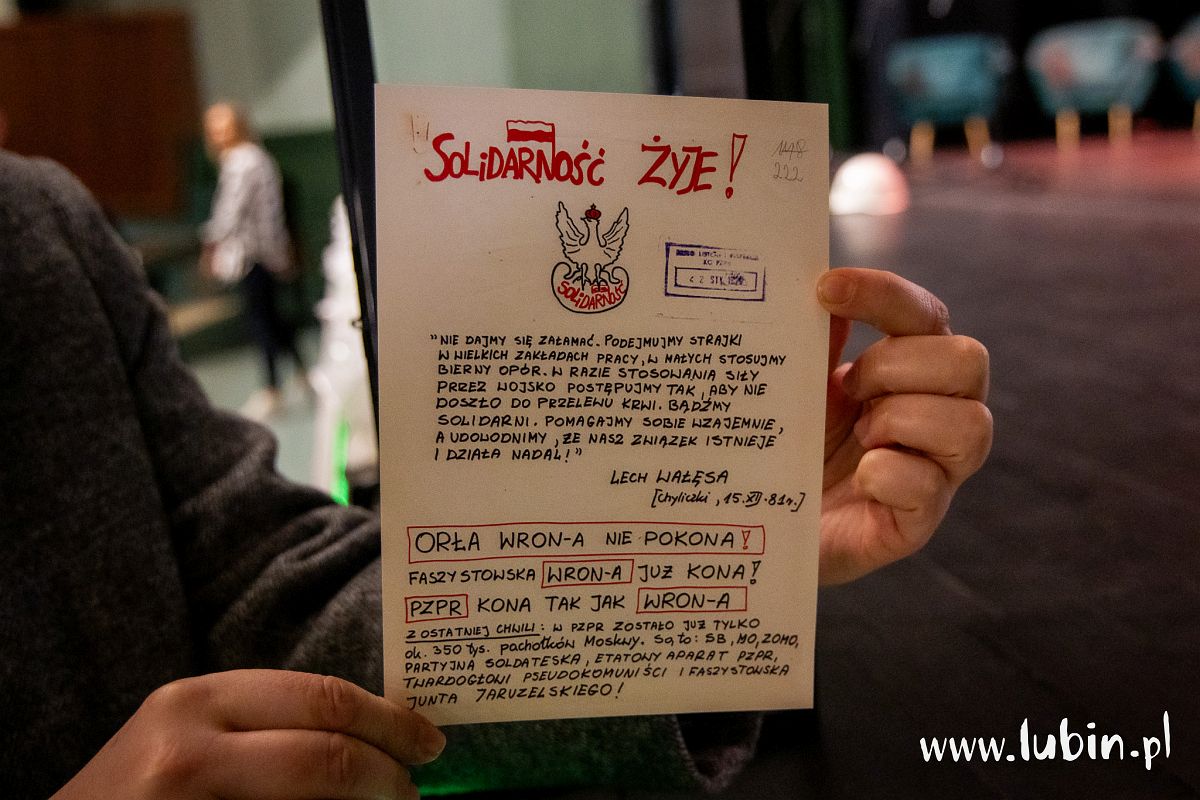 SOLiDARNOŚĆ ŻYJE!
118
222
SOLiDARNOŚĆ
KC PZPR
"NIE DAJMY SIĘ ZAŁAMAĆ. PODEJMUJMY STRAJKI
W WIELKICH ZAKŁADACH PRACY, W MAŁYCH STOSUJMY
BIERNY OPÓR. W RAZIE STOSOWANIA SIŁY
PRZEZ WOJSKO POSTĘPUJMY TAK, ABY NIE
DOSZŁO DO PRZELEWU KRWI. BĄDŹMY
SOLIDARNI. POMAGAJMY SOBIE WZAJEMNIE,
A UDOWODNIMY, ŻE NASZ ZWIĄZEK ISTNIEJE
I DZIAŁA NADAL!"
LECH WAŁĘSA
[Chyliczki, 15.XII.81r.]
ORŁA WRON-A NIE POKONA!
FASZYSTOWSKA WRON-A JUŻ KONA!
PZPR KONA TAK JAK WRON-A
Z OSTATNIEJ CHWILI: W PZPR ZOSTAŁO JUŻ TYLKO
ok. 350 tys. pachołków Moskwy. Są to: SB, MO, ZOMO,
PARTYJNA SOLDATESKA, ETATOWY APARAT PZPR,
TWARDOGŁOWI PSEUDOKOMUNIŚCI I FASZYSTOWSKA
JUNTA JARUZELSKIEGO!
www.lubin.pl